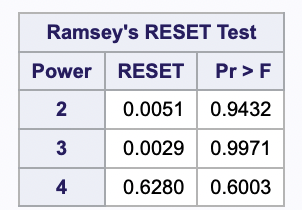 Ramsey's RESET Test
Power RESET Pr > F
2 0.0051 0.9432
3 0.0029 0.9971
4 0.6280 0.6003